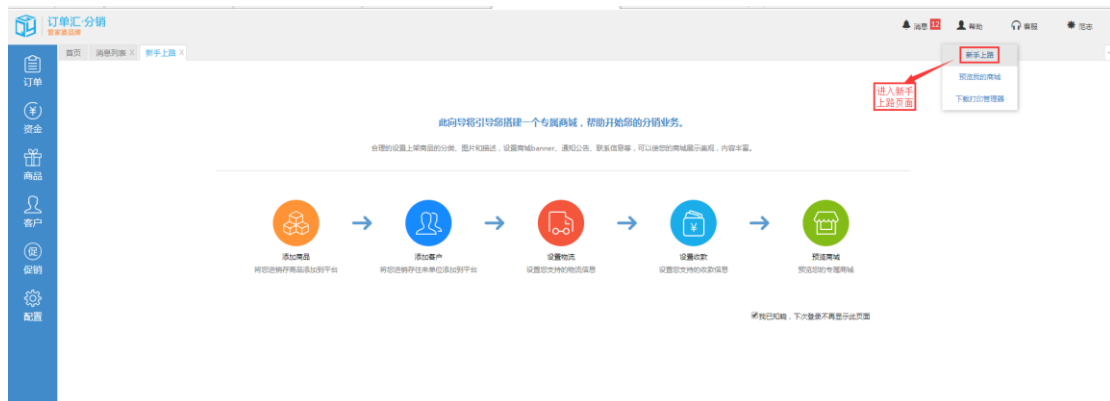 订单汇·分销
管家婆品牌
消息 12 帮助 客服 范志
首页 消息列表 X 新手上路 X
新手上路
预览我的商城
下载打印管理器
进入新手
上路页面
订单
资金
商品
客户
促销
配置
此向导将引导您搭建一个专属商城，帮助开始您的分销业务。
合理的设置上架商品的分类、图片和描述，设置商城banner、通知公告、联系信息等，可以使您的商城展示美观，内容丰富。
添加商品 添加客户 设置物流 设置收款 预览商城
将您进销存商品添加到平台 将您进销存往来单位添加到平台 设置您支持的物流信息 设置您支持的收款信息 预览您的专属商城
我已知晓，下次登录不再显示此页面